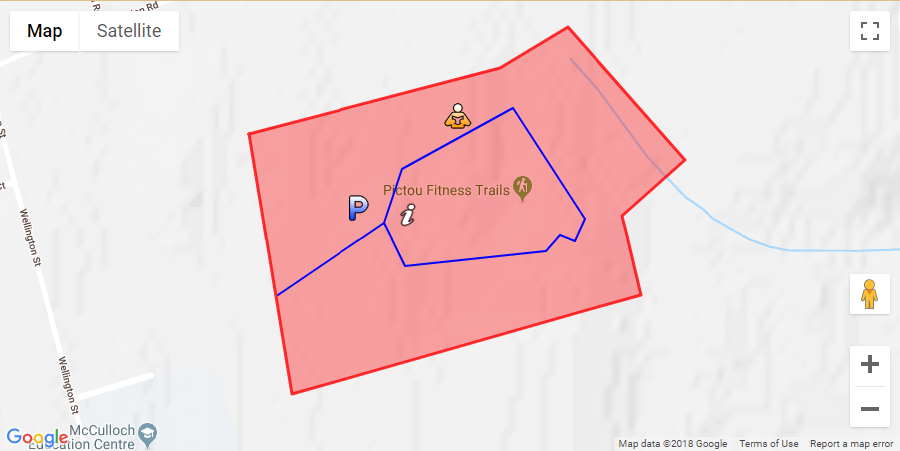 Map
Satellite
on Rd
Wellington St
Wellington St
P
i
Pictou Fitness Trails
McCulloch
Education Centre
Google
Map data ©2018 Google
Terms of Use
Report a map error